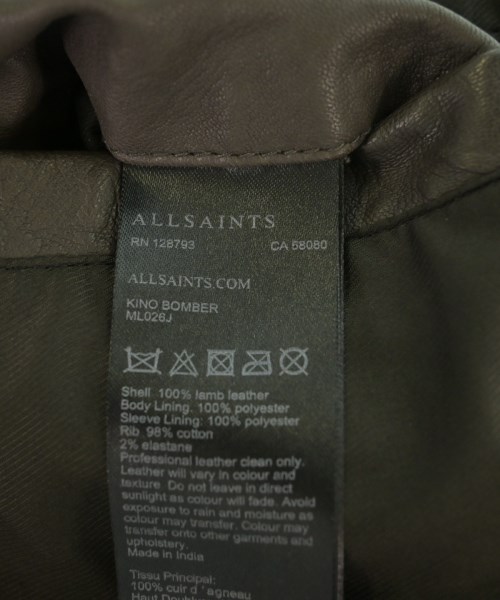 ALLSAINTS
RN 128793 CA 58080
ALLSAINTS.COM
KINO BOMBER
ML026J
Shell. 100% lamb leather
Body Lining. 100% polyester
Sleeve Lining: 100% polyester
Rib. 98% cotton
2% elastane
Professional leather clean only.
Leather will vary in colour and
texture. Do not leave in direct
sunlight as colour will fade. Avoid
exposure to rain and moisture as
colour may transfer. Colour may
transfer onto other garments and
upholstery.
Made in India
Tissu Principal:
100% cuir d'agneau
Haut Doublure